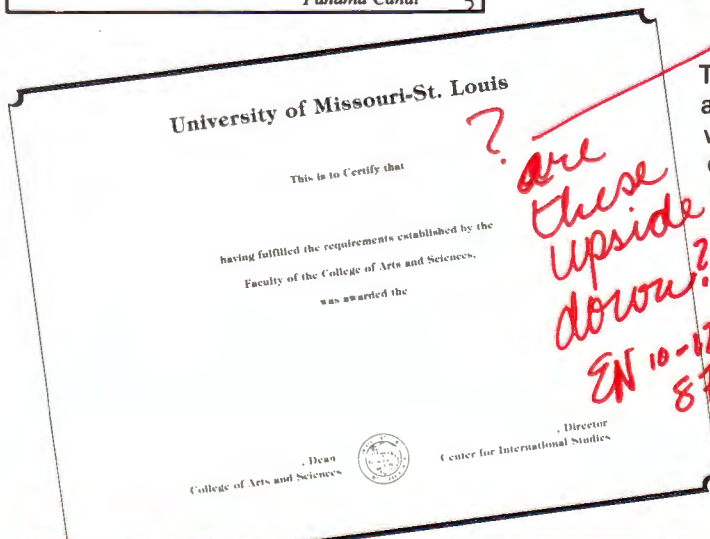 Panama Canal
University of Missouri-St. Louis
This is to Certify that
having fulfilled the requirements established by the
Faculty of the College of Arts and Sciences,
was awarded the
, Dean
College of Arts and Sciences
, Director
Center for International Studies
?
are
these
upside
down?
EN 10-12
87